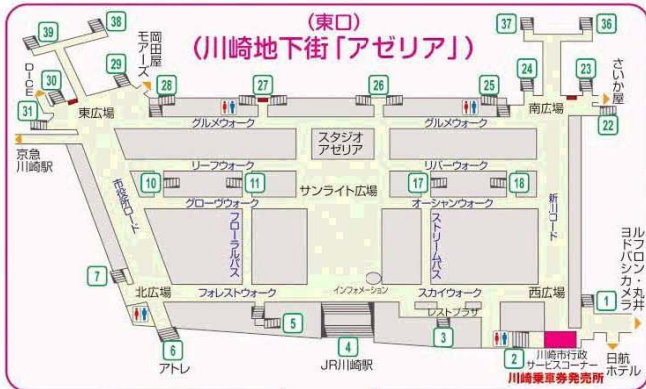 (東口)
(川崎地下街「アゼリア」)
39
38
37
36
30
DICE
29
岡田屋
モアーズ
28
27
26
25
24
23
さいか屋
31
東広場
南広場
22
グルメウォーク
グルメウォーク
京急
川崎駅
スタジオ
アゼリア
リーフウォーク
リバーウォーク
10
11
サンライト広場
17
18
市役所ロード
グローヴウォーク
オーシャンウォーク
新川ロード
フローラルパス
ストリームパス
7
北広場
フォレストウォーク
インフォメーション
スカイウォーク
西広場
1
ルフロン・丸井
ヨドバシカメラ
レストプラザ
5
6
アトレ
4
JR川崎駅
3
2
川崎市行政
サービスコーナー
川崎乗車券発売所
日航
ホテル